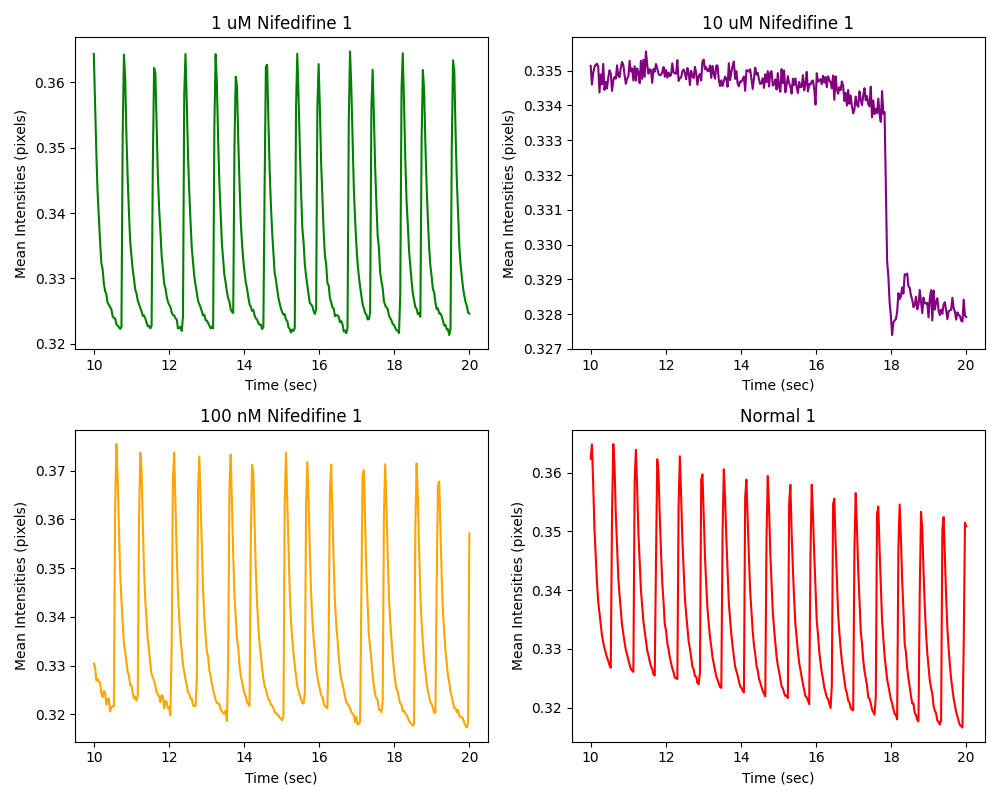 1 uM Nifedifine 1
Mean Intensities (pixels)
0.36
0.35
0.34
0.33
0.32
10 12 14 16 18 20
Time (sec)
10 uM Nifedifine 1
Mean Intensities (pixels)
0.335
0.334
0.333
0.332
0.331
0.330
0.329
0.328
0.327
10 12 14 16 18 20
Time (sec)
100 nM Nifedifine 1
Mean Intensities (pixels)
0.37
0.36
0.35
0.34
0.33
0.32
10 12 14 16 18 20
Time (sec)
Normal 1
Mean Intensities (pixels)
0.36
0.35
0.34
0.33
0.32
10 12 14 16 18 20
Time (sec)